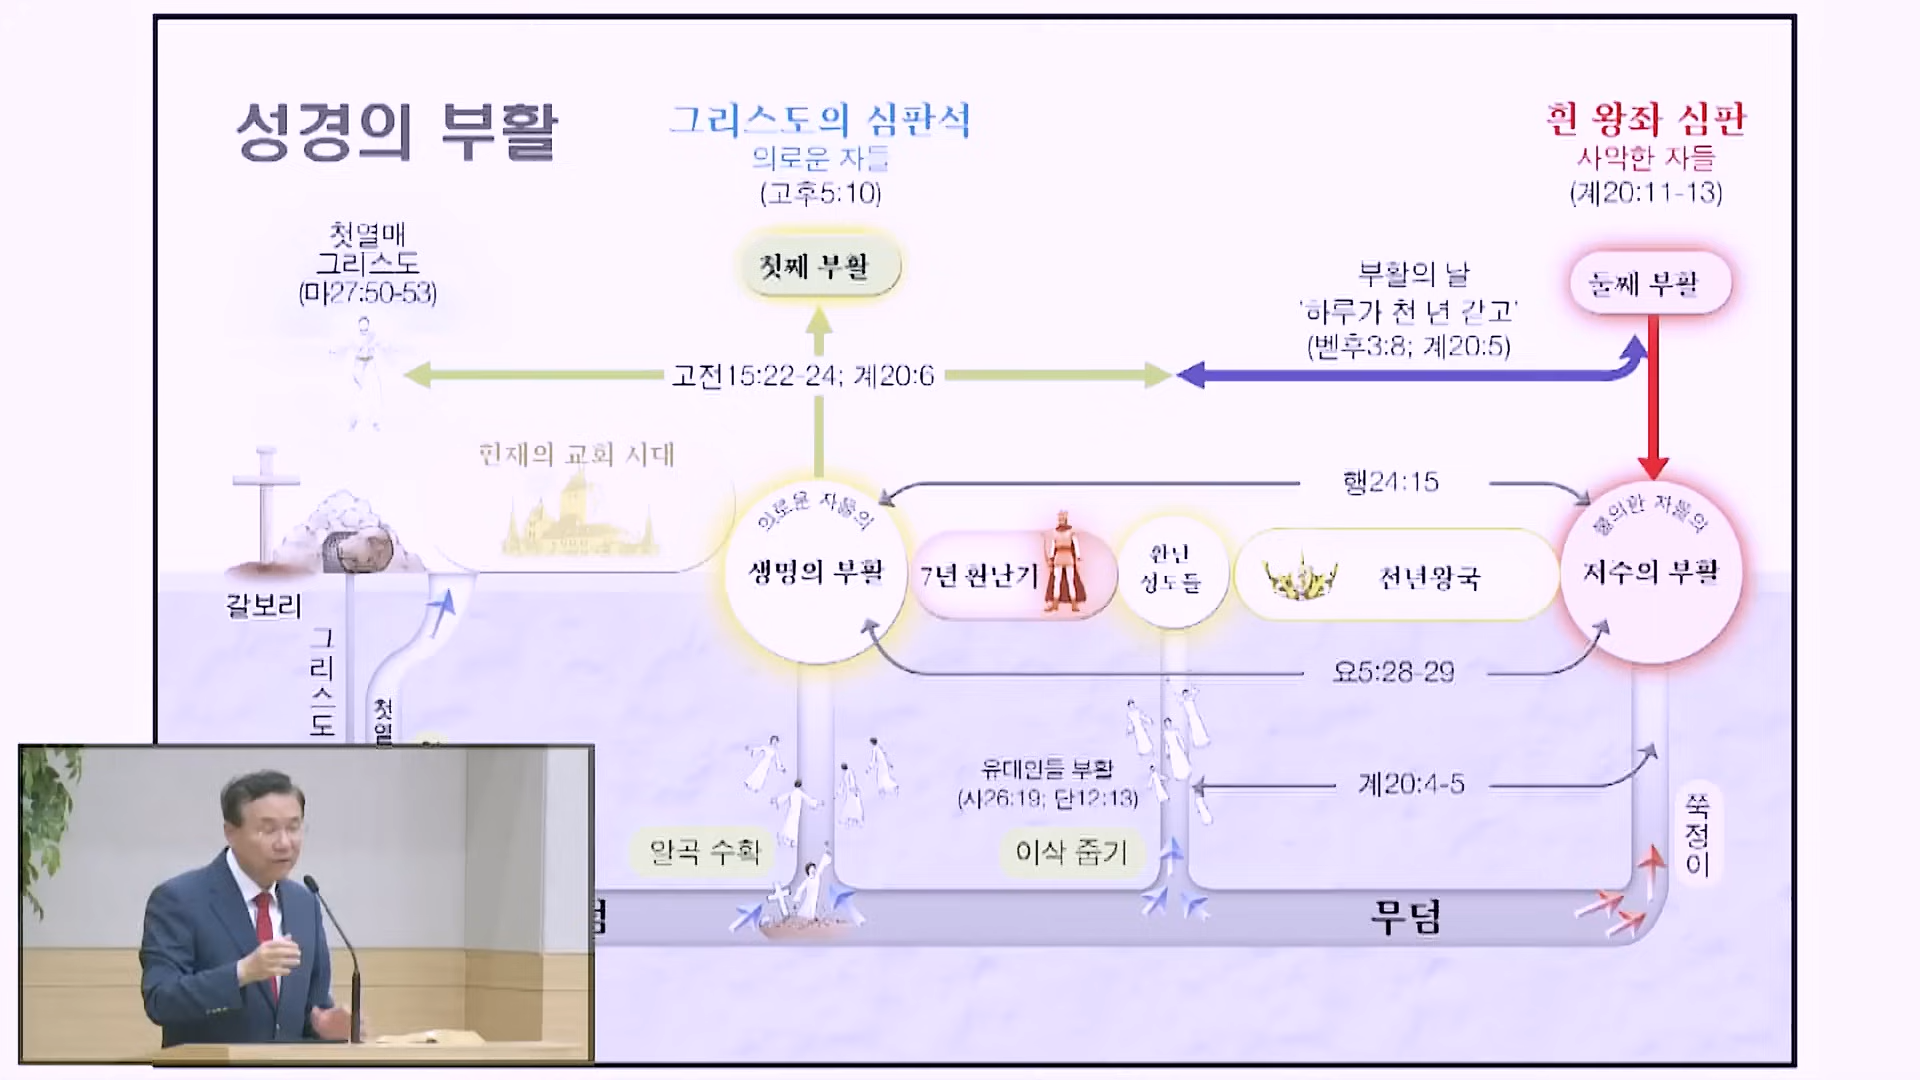 성경의 부활
그리스도의 심판석
의로운 자들
(고후5:10)
흰 왕좌 심판
사악한 자들
(계20:11-13)
첫열매
그리스도
(마27:50-53)
첫째 부활
부활의 날
'하루가 천 년 같고'
(벧후3:8; 계20:5)
둘째 부활
고전15:22-24; 계20:6
현재의 교회 시대
행24:15
의로운 자들의
생명의 부활
7년 환난기
환난
성도들
천년왕국
불의한 자들의
저주의 부활
갈보리
그리스도
첫열
요5:28-29
유대인들 부활
(사26:19; 단12:13)
계20:4-5
쭉정이
알곡 수확
이삭 줍기
무덤